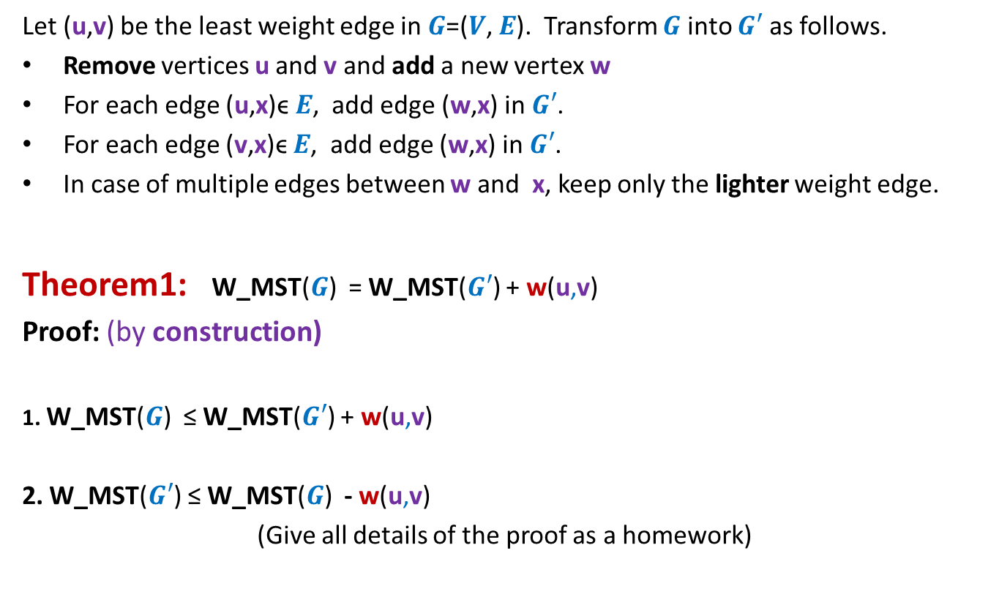 Let (u,v) be the least weight edge in G=(V, E). Transform G into G′ as follows.
• Remove vertices u and v and add a new vertex w
• For each edge (u,x)ϵ E, add edge (w,x) in G′.
• For each edge (v,x)ϵ E, add edge (w,x) in G′.
• In case of multiple edges between w and x, keep only the lighter weight edge.
Theorem1: W_MST(G) = W_MST(G′) + w(u,v)
Proof: (by construction)
1. W_MST(G) ≤ W_MST(G′) + w(u,v)
2. W_MST(G′) ≤ W_MST(G) - w(u,v)
(Give all details of the proof as a homework)